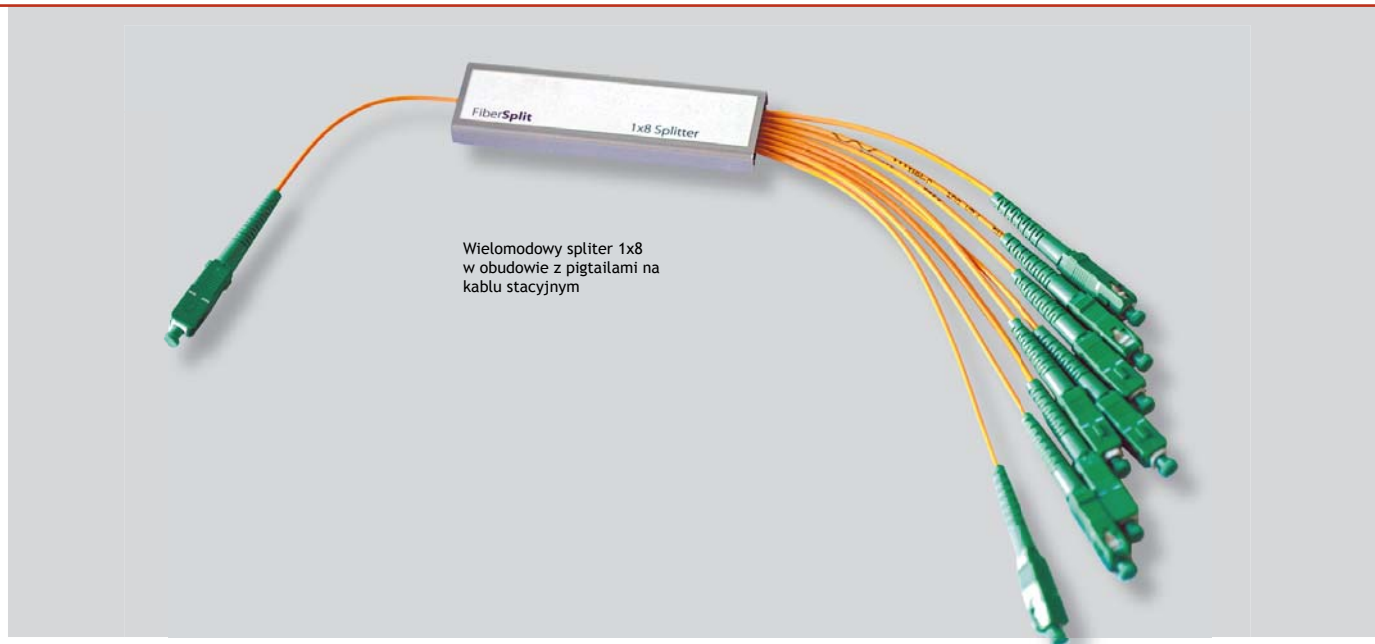 FiberSplit
1x8 Splitter
Wielomodowy spliter 1x8
w obudowie z pigtailami na
kablu stacyjnym